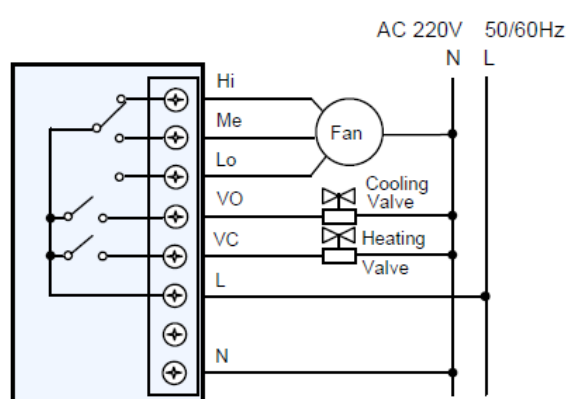 AC 220V 50/60Hz
N L
Hi
Me
Fan
Lo
VO
Cooling
Valve
VC
Heating
Valve
L
N